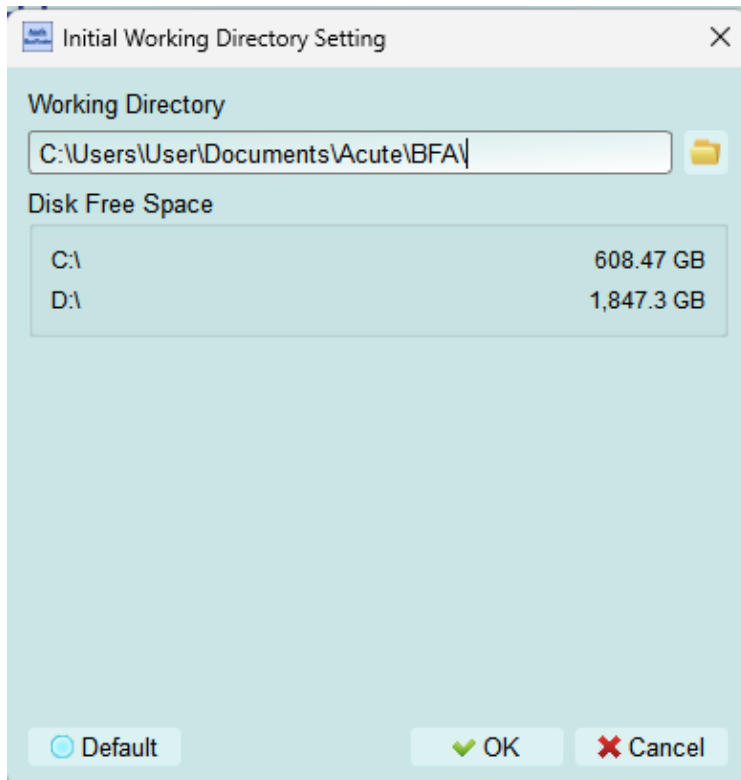 Initial Working Directory Setting
Working Directory
C:\Users\User\Documents\Acute\BFA\
Disk Free Space
C:\ 608.47 GB
D:\ 1,847.3 GB
Default OK Cancel